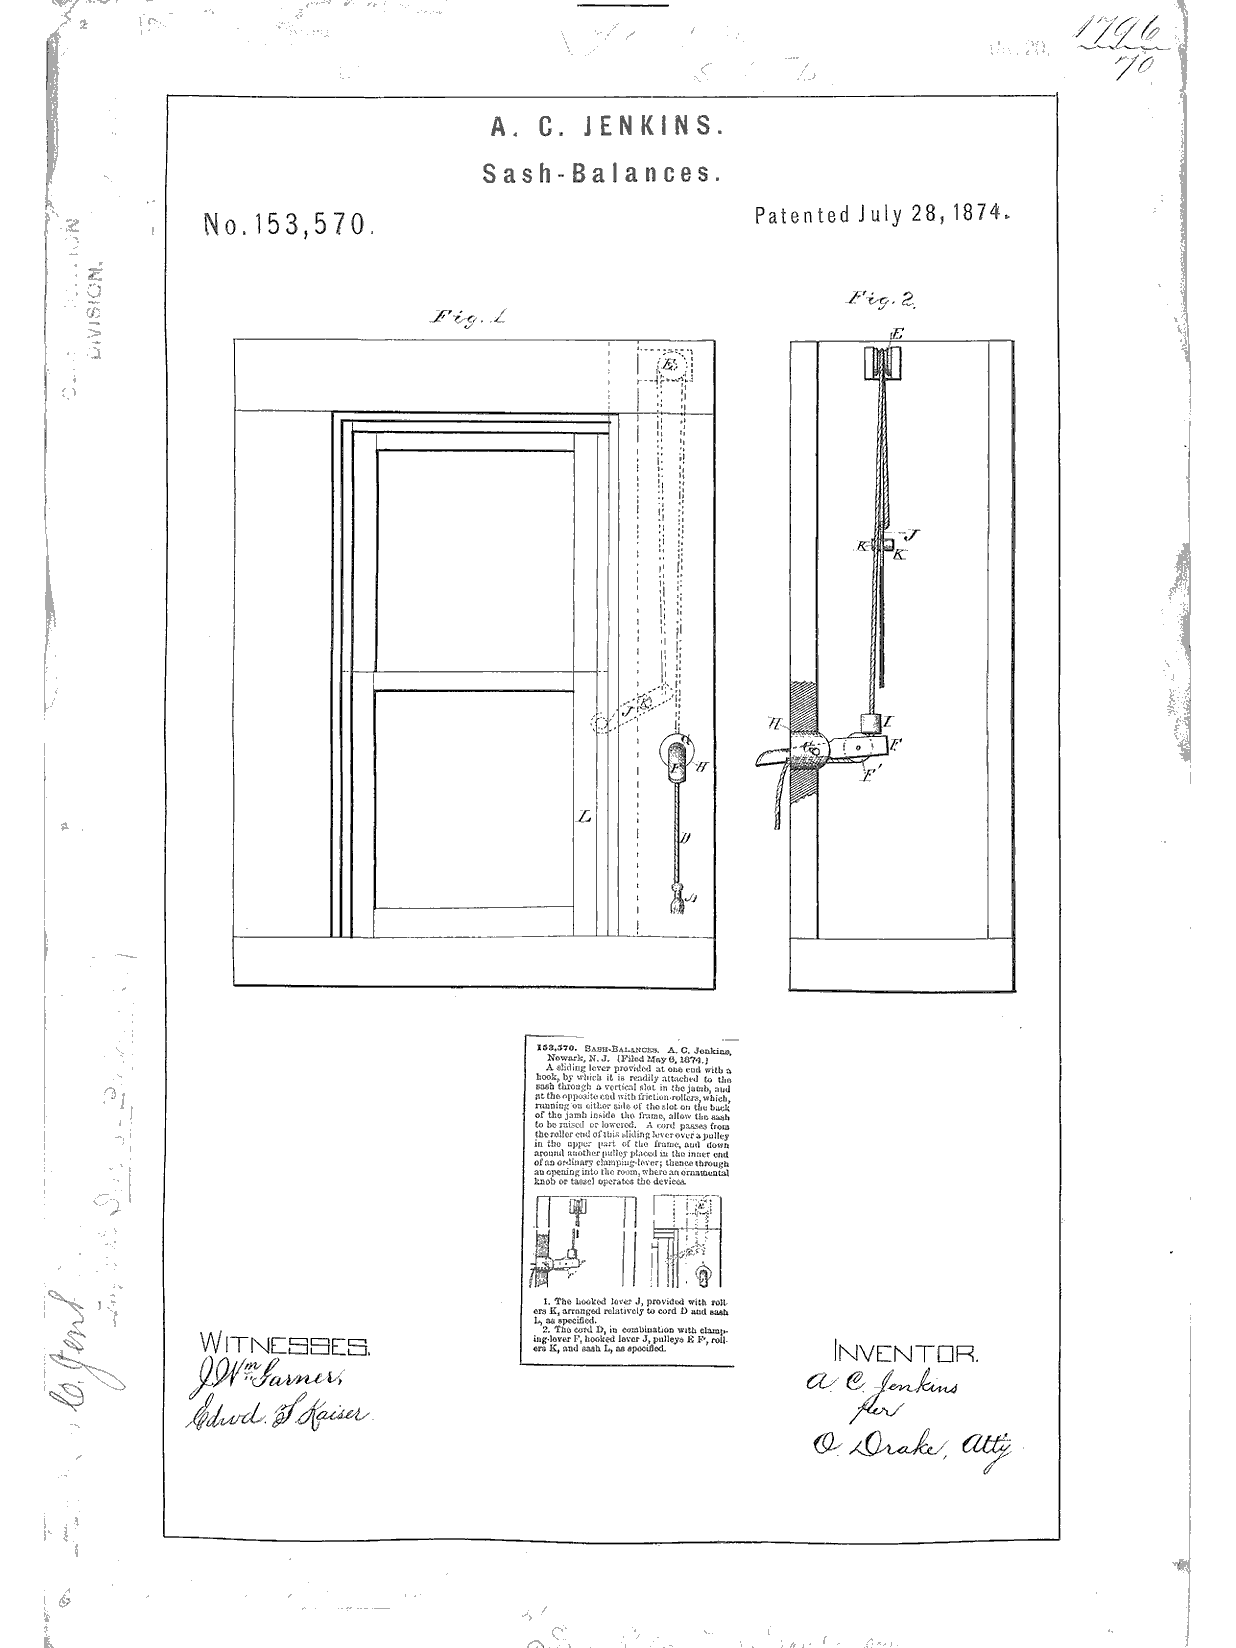 1796
70
A. C. JENKINS.
Sash-Balances.
No. 153,570.
Patented July 28, 1874.
Fig. 1
Fig. 2.
E
E
J
K
K
J
K
H
I
G
F
F'
G
F
H
L
D
153,570. SASH-BALANCES. A. C. Jenkins,
Newark, N. J. [Filed May 6, 1874.]
A sliding lever provided at one end with a
hook, by which it is readily attached to the
sash through a vertical slot in the jamb, and
at the opposite end with friction-rollers, which,
running on either side of the slot on the back
of the jamb inside the frame, allow the sash
to be raised or lowered. A cord passes from
the roller end of this sliding lever over a pulley
in the upper part of the frame, and down
around another pulley placed in the inner end
of an ordinary clamping-lever; thence through
an opening into the room, where an ornamental
knob or tassel operates the devices.
1. The hooked lever J, provided with roll-
ers K, arranged relatively to cord D and sash
L, as specified.
2. The cord D, in combination with clamp-
ing-lever F, hooked lever J, pulleys E F', roll-
ers K, and sash L, as specified.
WITNESSES.
J. Wm Garner,
Edwd. F Kaiser
INVENTOR.
A. C. Jenkins
per
O. Drake, Atty
DIVISION.